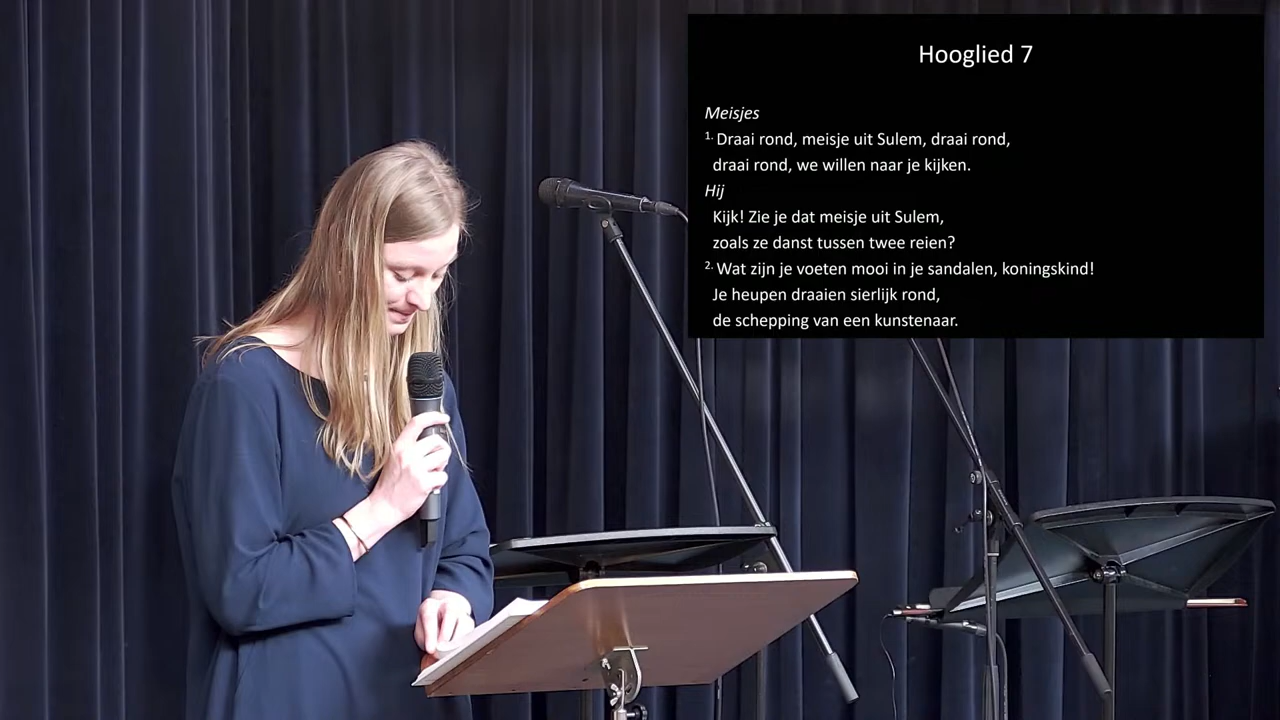 Hooglied 7
Meisjes
1. Draai rond, meisje uit Sulem, draai rond,
draai rond, we willen naar je kijken.
Hij
Kijk! Zie je dat meisje uit Sulem,
zoals ze danst tussen twee reien?
2. Wat zijn je voeten mooi in je sandalen, koningskind!
Je heupen draaien sierlijk rond,
de schepping van een kunstenaar.